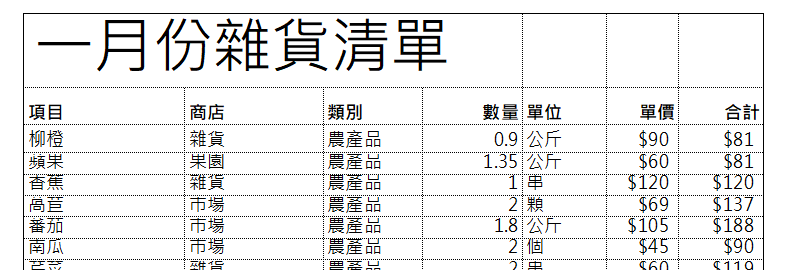 一月份雜貨清單
項目 商店 類別 數量 單位 單價 合計
柳橙 雜貨 農產品 0.9 公斤 $90 $81
蘋果 果園 農產品 1.35 公斤 $60 $81
香蕉 雜貨 農產品 1 串 $120 $120
萵苣 市場 農產品 2 顆 $69 $137
番茄 市場 農產品 1.8 公斤 $105 $188
南瓜 市場 農產品 2 個 $45 $90
芹菜 雜貨 農產品 2 串 $60 $119